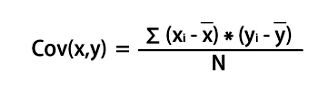 Cov(x,y) = Σ (xᵢ - x̅) * (yᵢ - y̅)
N